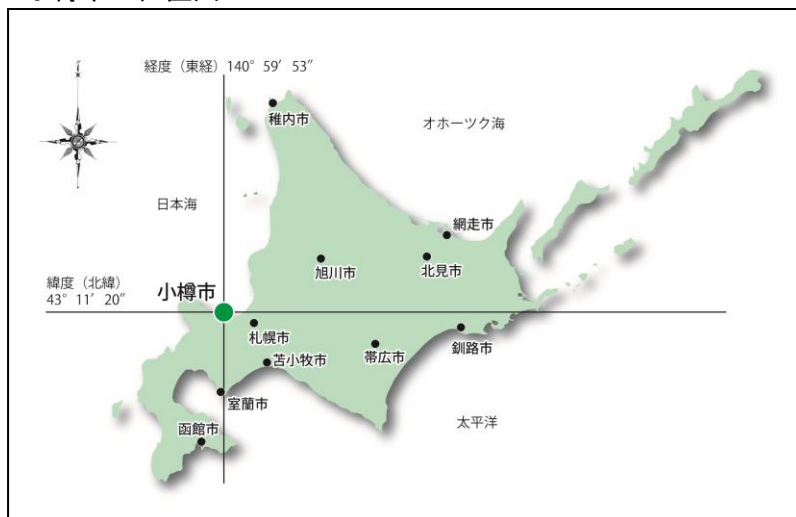 経度（東経）140° 59′ 53″
稚内市
オホーツク海
日本海
網走市
旭川市
北見市
緯度（北緯）
43° 11′ 20″
小樽市
札幌市
釧路市
帯広市
苫小牧市
室蘭市
太平洋
函館市